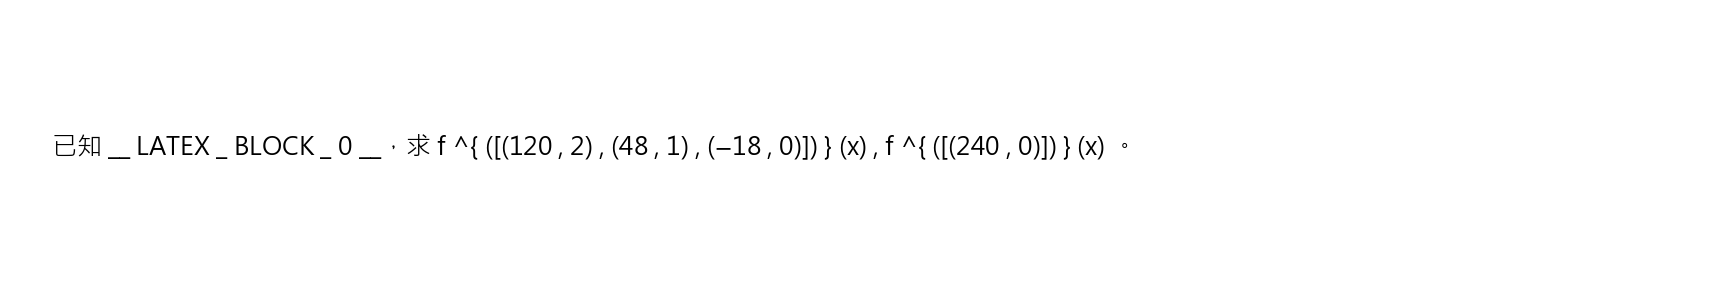 已知 __ LATEX _ BLOCK _ 0 __，求 f ^{ ([(120 , 2) , (48 , 1) , (−18 , 0)]) } (x) , f ^{ ([(240 , 0)]) } (x) 。